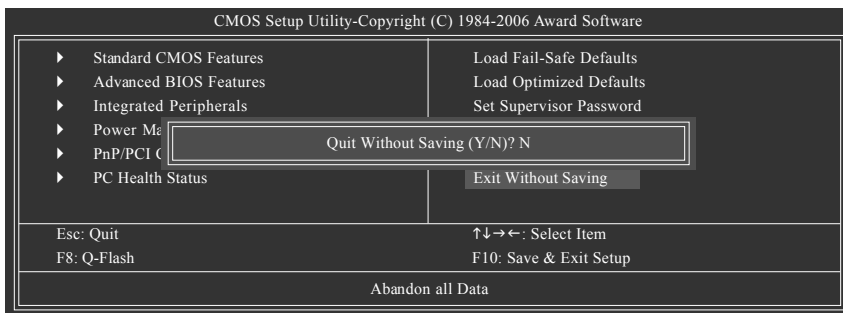 CMOS Setup Utility-Copyright (C) 1984-2006 Award Software
Standard CMOS Features
Advanced BIOS Features
Integrated Peripherals
Power Ma
PnP/PCI
PC Health Status
Load Fail-Safe Defaults
Load Optimized Defaults
Set Supervisor Password
Exit Without Saving
Quit Without Saving (Y/N)? N
Esc: Quit
↑↓→←: Select Item
F8: Q-Flash
F10: Save & Exit Setup
Abandon all Data